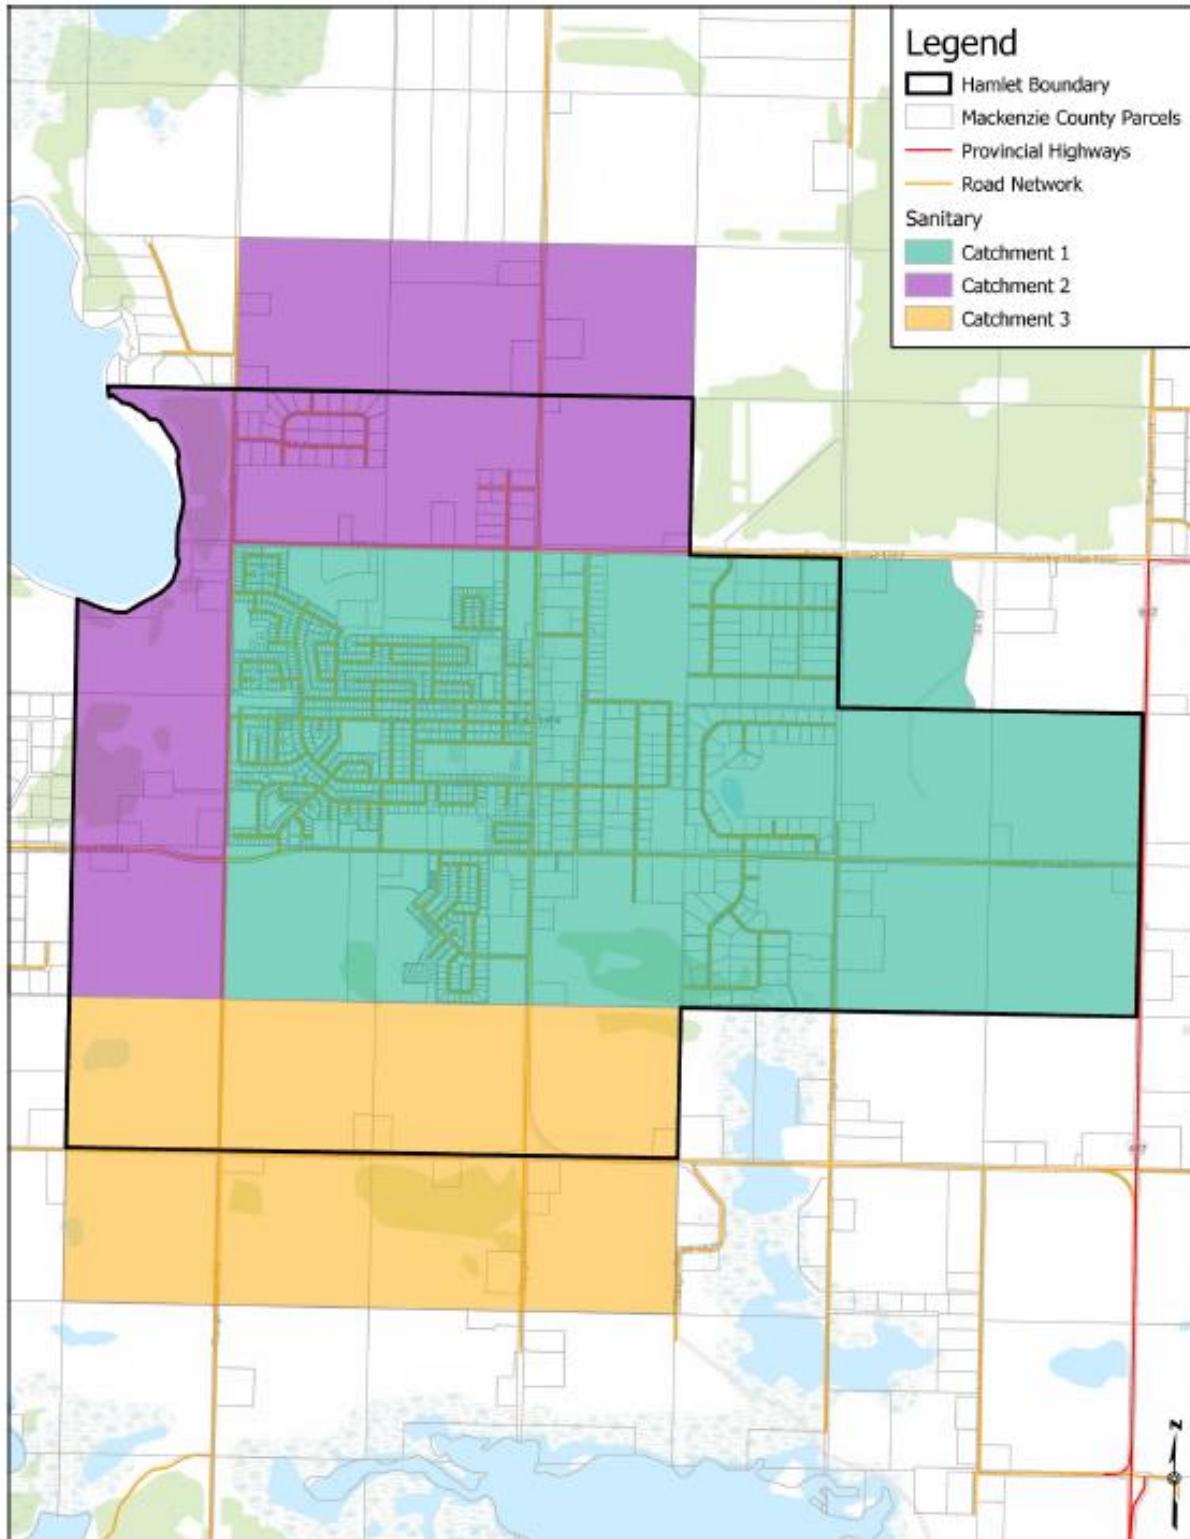 Legend
Hamlet Boundary
Mackenzie County Parcels
Provincial Highways
Road Network
Sanitary
Catchment 1
Catchment 2
Catchment 3
N